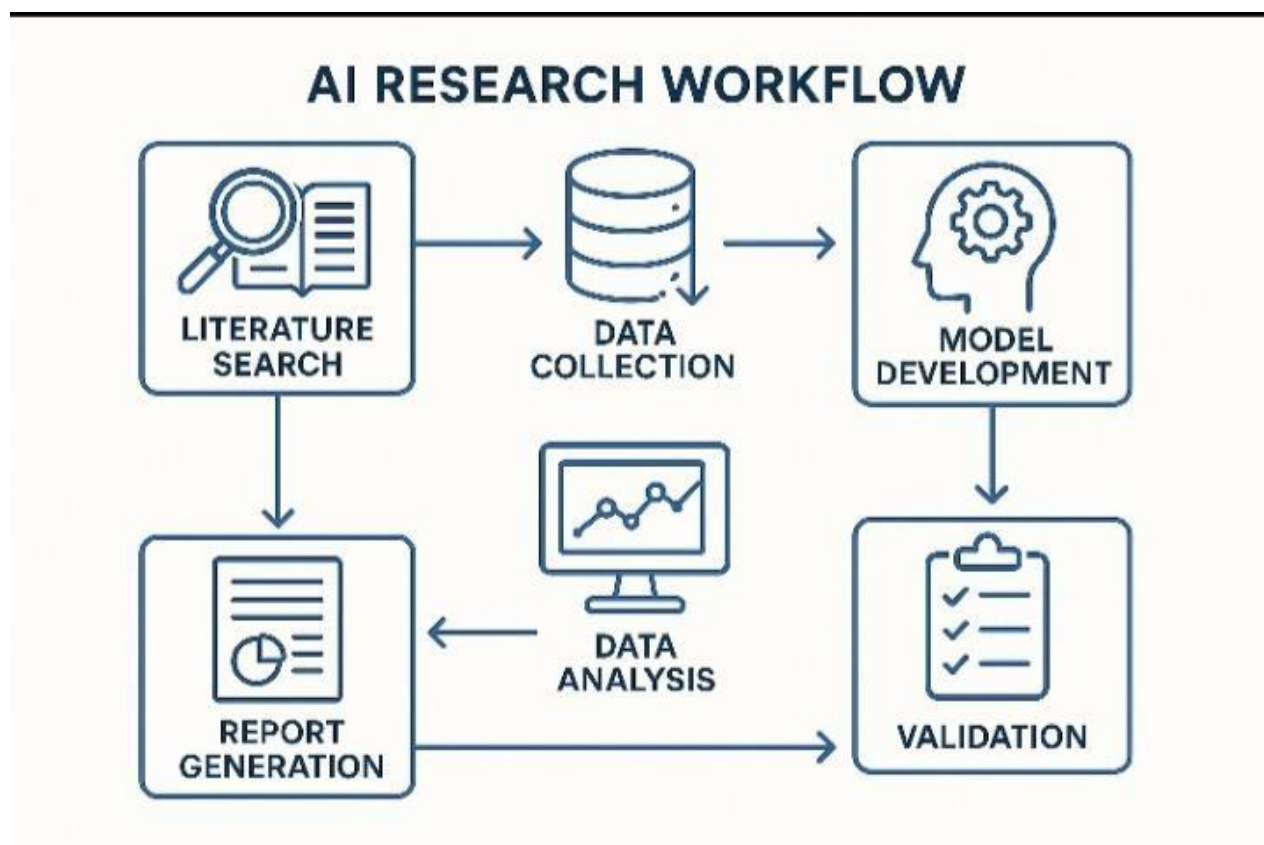 AI RESEARCH WORKFLOW
LITERATURE
SEARCH
DATA
COLLECTION
MODEL
DEVELOPMENT
REPORT
GENERATION
DATA
ANALYSIS
VALIDATION